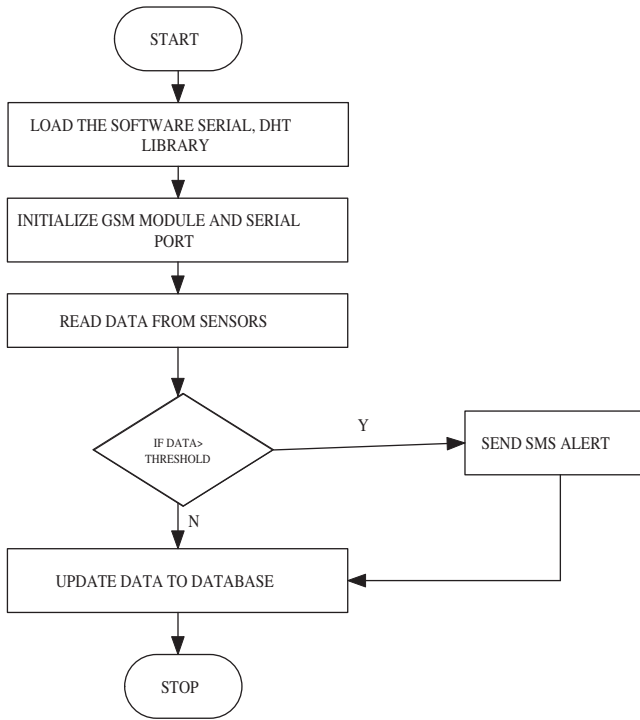 START
LOAD THE SOFTWARE SERIAL, DHT
LIBRARY
INITIALIZE GSM MODULE AND SERIAL
PORT
READ DATA FROM SENSORS
IF DATA>
THRESHOLD
Y
SEND SMS ALERT
N
UPDATE DATA TO DATABASE
STOP